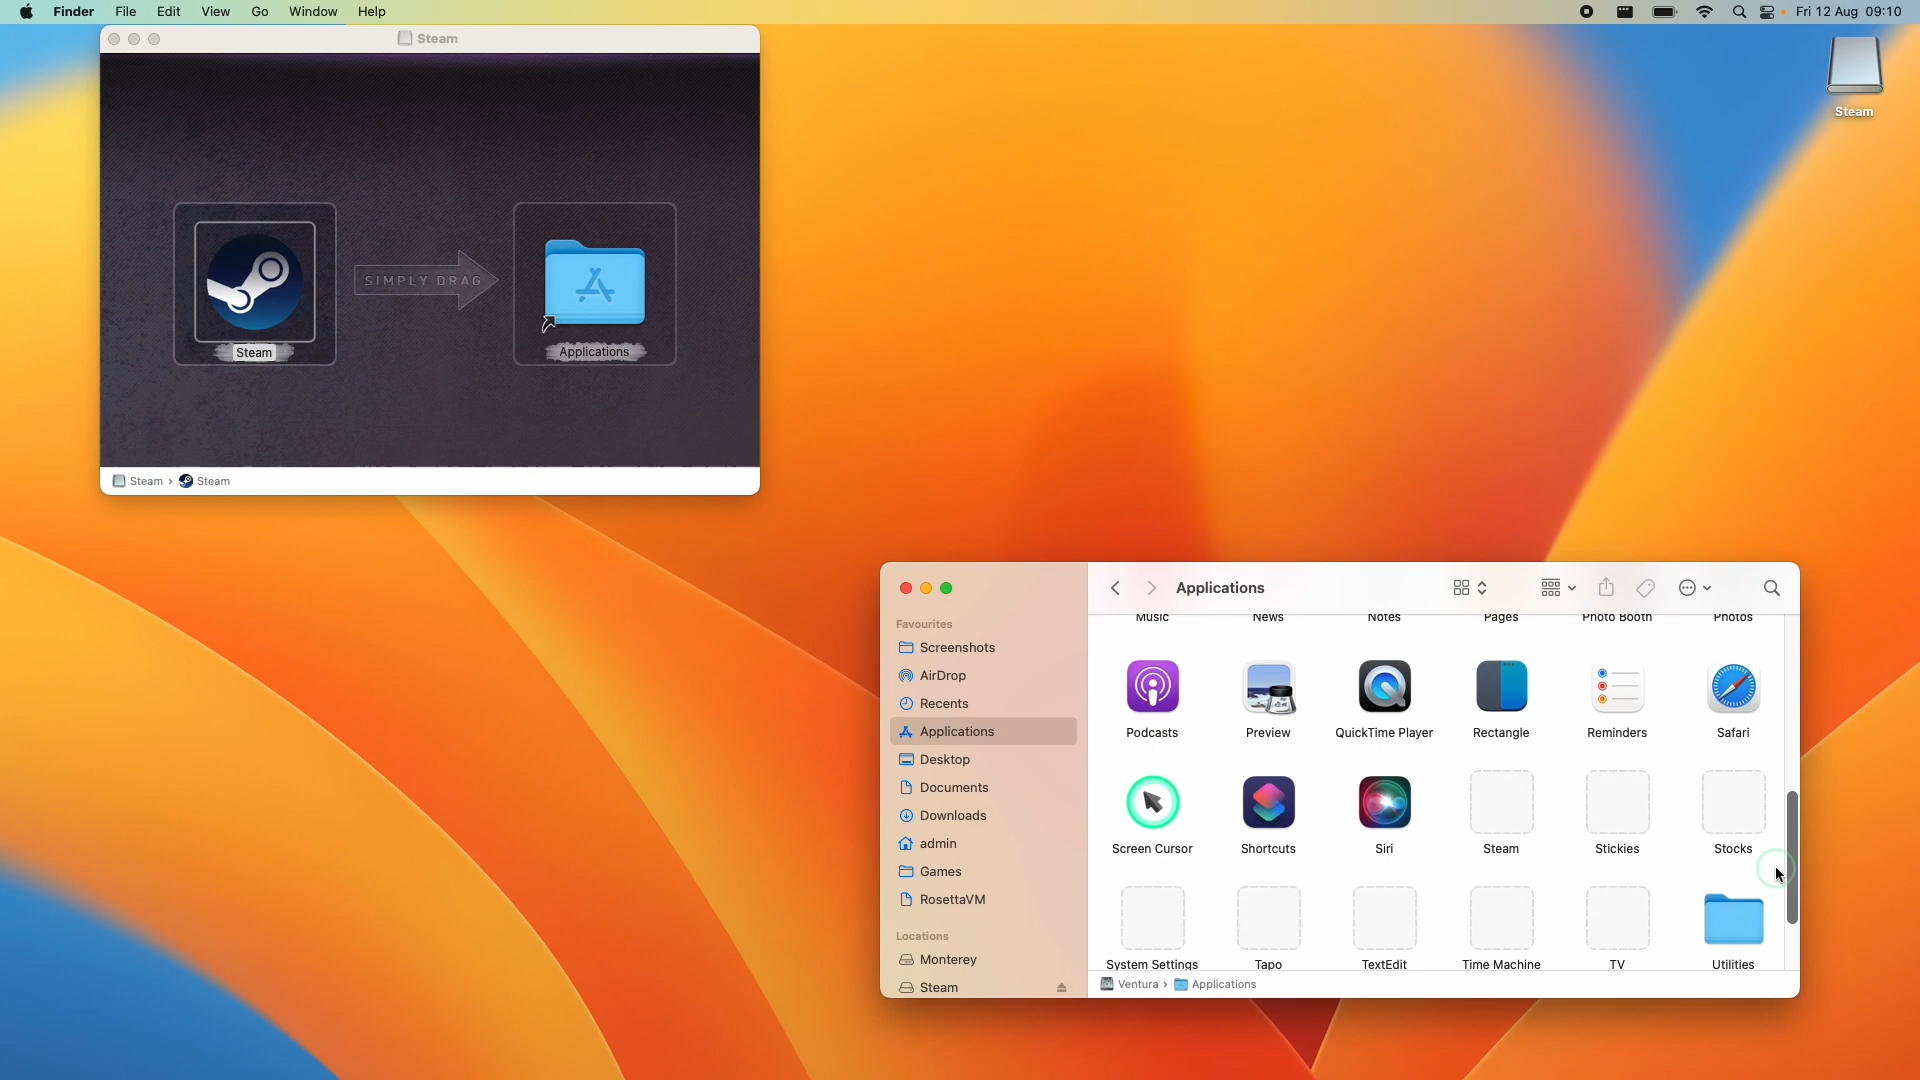 Finder File Edit View Go Window Help Fri 12 Aug 09:10
Steam
SIMPLY DRAG
Steam Applications
Steam › Steam
Steam
Applications
Favourites
Screenshots
AirDrop
Recents
Applications
Desktop
Documents
Downloads
admin
Games
RosettaVM
Locations
Monterey
Steam
Music News Notes Pages Photo Booth Photos
Podcasts Preview QuickTime Player Rectangle Reminders Safari
Screen Cursor Shortcuts Siri Steam Stickies Stocks
System Settings Tapo TextEdit Time Machine TV Utilities
Ventura › Applications